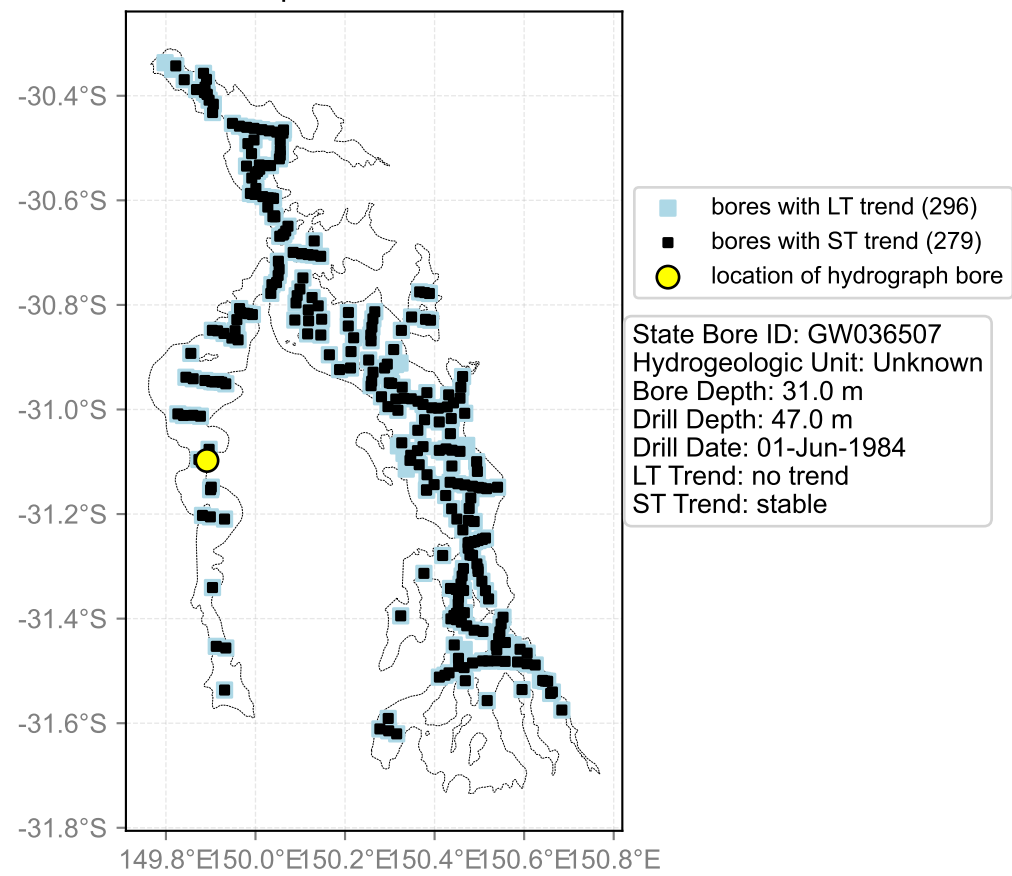 -30.4°S
-30.6°S
-30.8°S
-31.0°S
-31.2°S
-31.4°S
-31.6°S
-31.8°S
149.8°E150.0°E150.2°E150.4°E150.6°E150.8°E
bores with LT trend (296)
bores with ST trend (279)
location of hydrograph bore
State Bore ID: GW036507
Hydrogeologic Unit: Unknown
Bore Depth: 31.0 m
Drill Depth: 47.0 m
Drill Date: 01-Jun-1984
LT Trend: no trend
ST Trend: stable